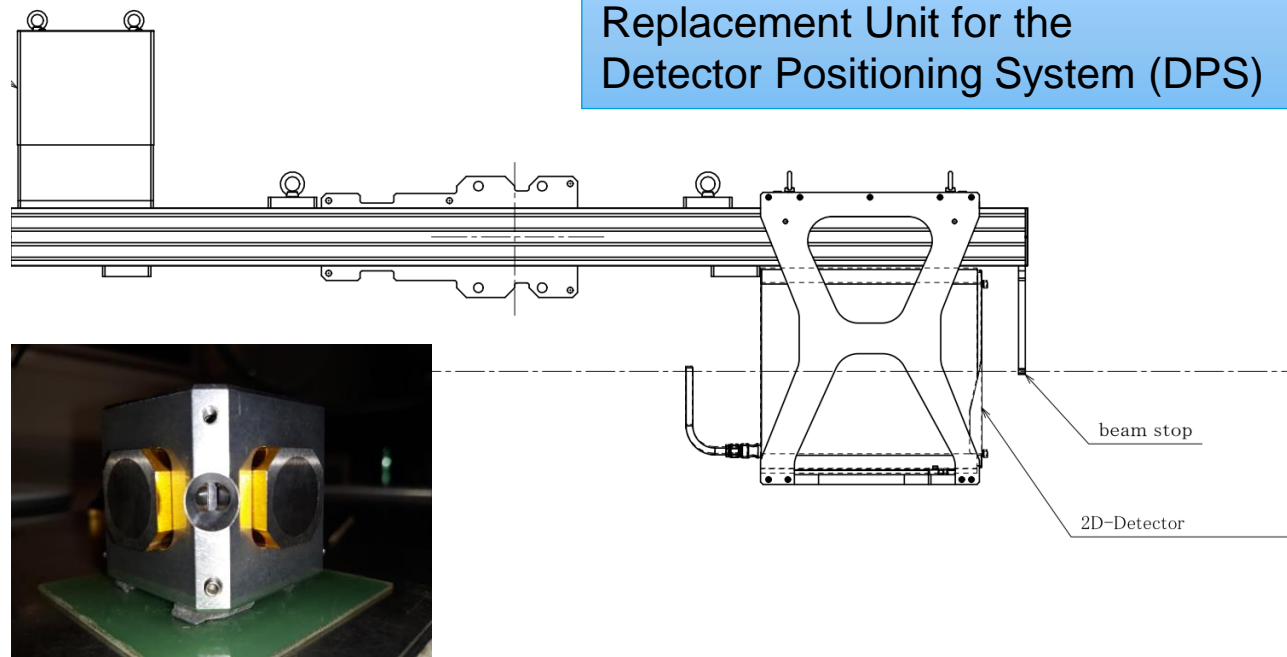 Replacement Unit for the
Detector Positioning System (DPS)
beam stop
2D-Detector